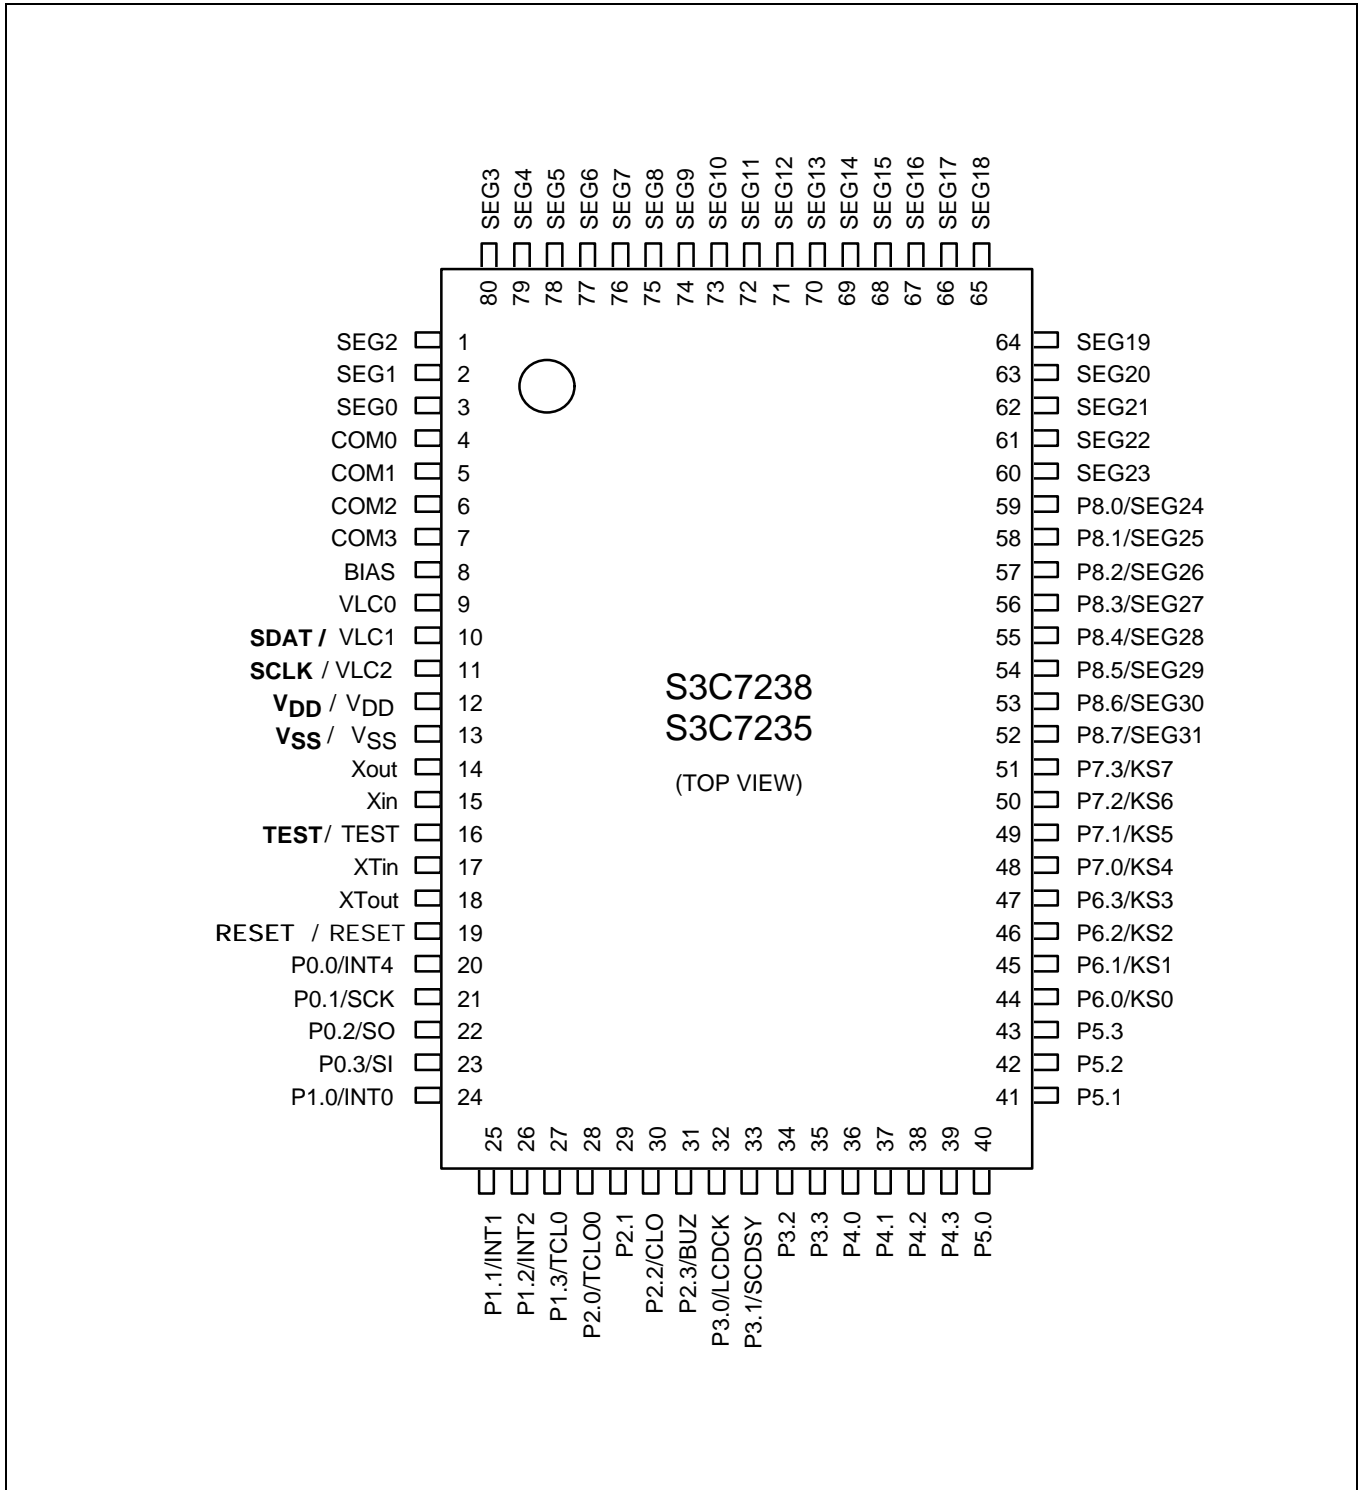 SEG3
SEG4
SEG5
SEG6
SEG7
SEG8
SEG9
SEG10
SEG11
SEG12
SEG13
SEG14
SEG15
SEG16
SEG17
SEG18
80
79
78
77
76
75
74
73
72
71
70
69
68
67
66
65
SEG2 1
SEG1 2
SEG0 3
COM0 4
COM1 5
COM2 6
COM3 7
BIAS 8
VLC0 9
SDAT / VLC1 10
SCLK / VLC2 11
VDD / VDD 12
VSS / VSS 13
Xout 14
Xin 15
TEST/ TEST 16
XTin 17
XTout 18
RESET / RESET 19
P0.0/INT4 20
P0.1/SCK 21
P0.2/SO 22
P0.3/SI 23
P1.0/INT0 24
S3C7238
S3C7235
(TOP VIEW)
64 SEG19
63 SEG20
62 SEG21
61 SEG22
60 SEG23
59 P8.0/SEG24
58 P8.1/SEG25
57 P8.2/SEG26
56 P8.3/SEG27
55 P8.4/SEG28
54 P8.5/SEG29
53 P8.6/SEG30
52 P8.7/SEG31
51 P7.3/KS7
50 P7.2/KS6
49 P7.1/KS5
48 P7.0/KS4
47 P6.3/KS3
46 P6.2/KS2
45 P6.1/KS1
44 P6.0/KS0
43 P5.3
42 P5.2
41 P5.1
25
26
27
28
29
30
31
32
33
34
35
36
37
38
39
40
P1.1/INT1
P1.2/INT2
P1.3/TCL0
P2.0/TCLO0
P2.1
P2.2/CLO
P2.3/BUZ
P3.0/LCDCK
P3.1/SCDSY
P3.2
P3.3
P4.0
P4.1
P4.2
P4.3
P5.0